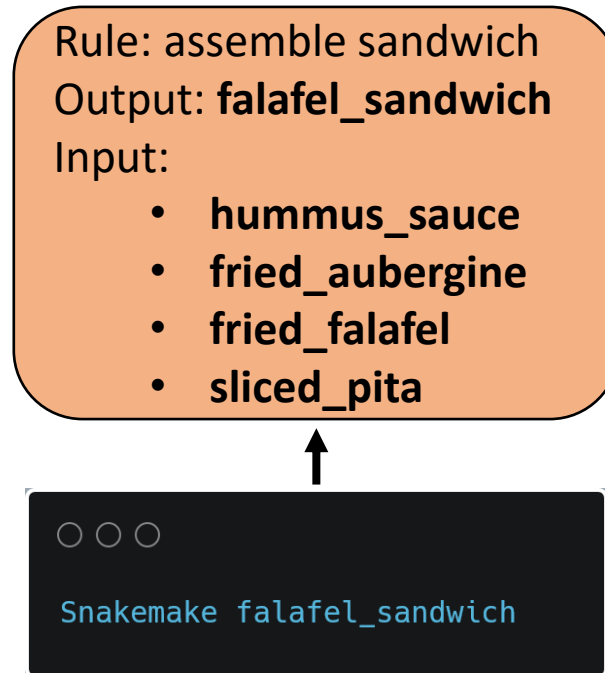 Rule: assemble sandwich
Output: falafel_sandwich
Input:
• hummus_sauce
• fried_aubergine
• fried_falafel
• sliced_pita
Snakemake falafel_sandwich